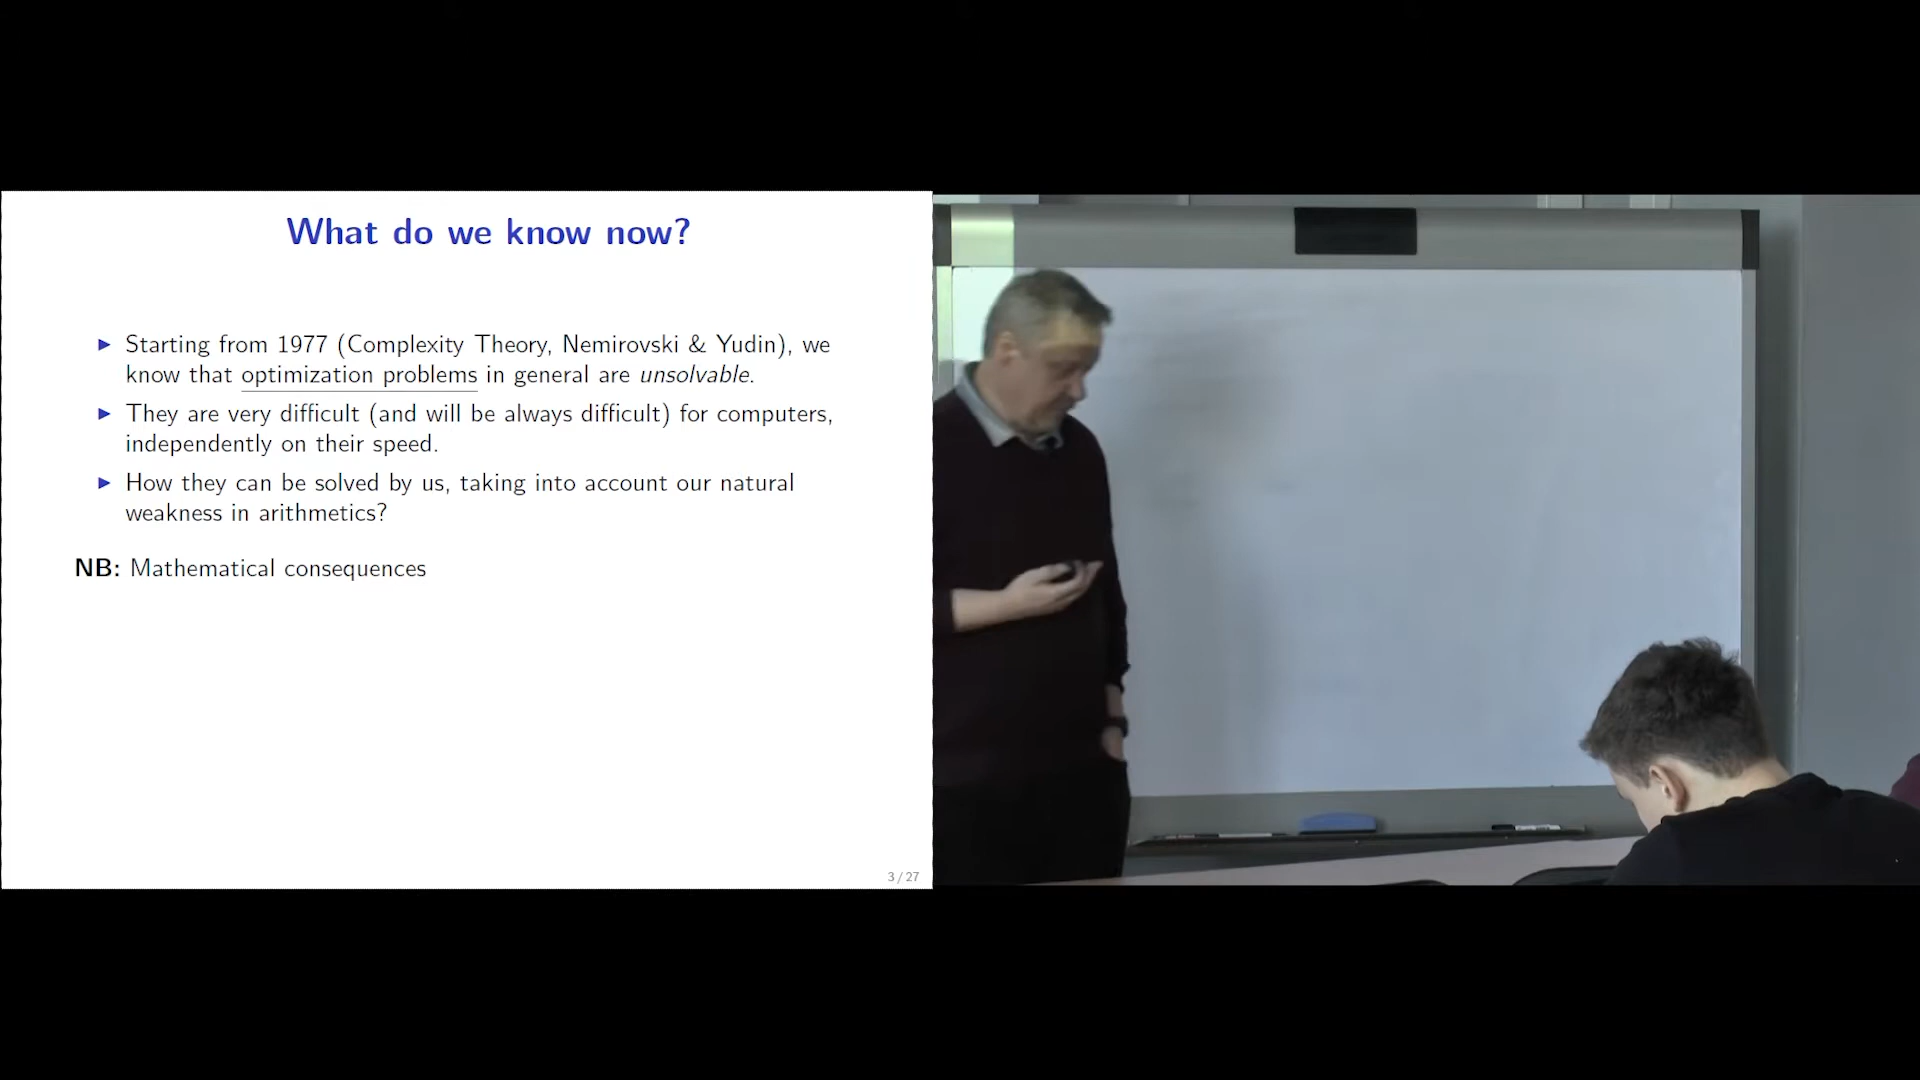 What do we know now?
▶ Starting from 1977 (Complexity Theory, Nemirovski & Yudin), we
know that optimization problems in general are unsolvable.
▶ They are very difficult (and will be always difficult) for computers,
independently on their speed.
▶ How they can be solved by us, taking into account our natural
weakness in arithmetics?
NB: Mathematical consequences
3 / 27